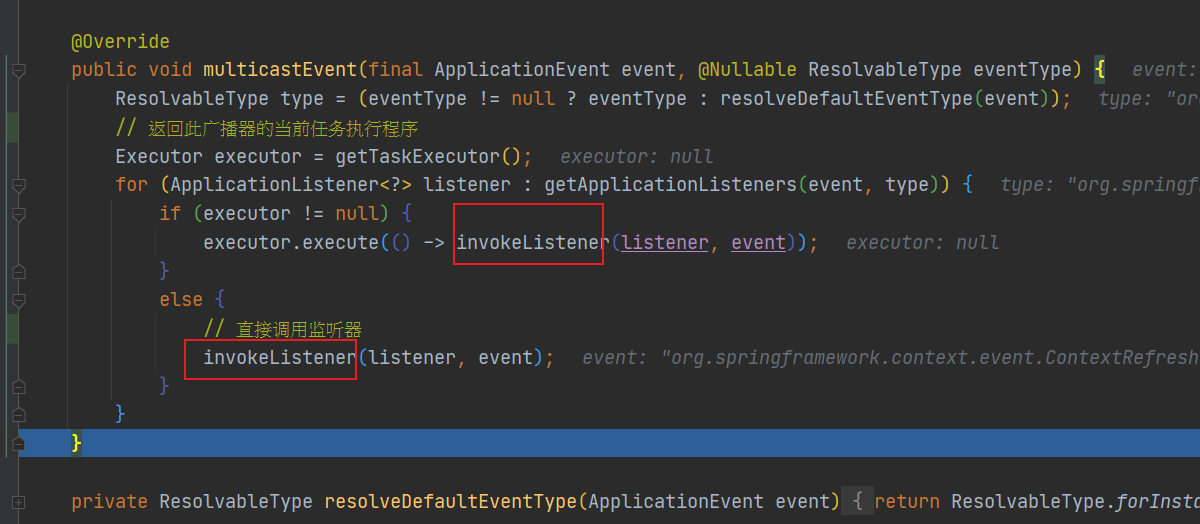 @Override
public void multicastEvent(final ApplicationEvent event, @Nullable ResolvableType eventType) { event:
ResolvableType type = (eventType != null ? eventType : resolveDefaultEventType(event)); type: "org
// 返回此广播器的当前任务执行程序
Executor executor = getTaskExecutor(); executor: null
for (ApplicationListener<?> listener : getApplicationListeners(event, type)) { type: "org.springf
if (executor != null) {
executor.execute(() -> invokeListener(listener, event)); executor: null
}
else {
// 直接调用监听器
invokeListener(listener, event); event: "org.springframework.context.event.ContextRefresh
}
}
}
private ResolvableType resolveDefaultEventType(ApplicationEvent event) { return ResolvableType.forInst